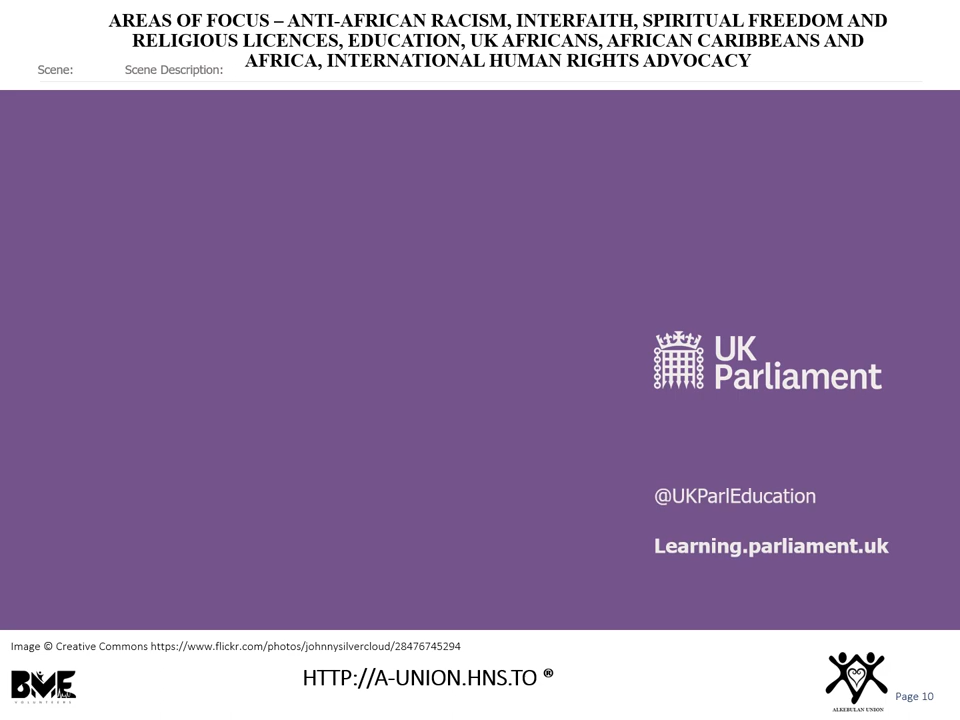 AREAS OF FOCUS – ANTI-AFRICAN RACISM, INTERFAITH, SPIRITUAL FREEDOM AND
RELIGIOUS LICENCES, EDUCATION, UK AFRICANS, AFRICAN CARIBBEANS AND
AFRICA, INTERNATIONAL HUMAN RIGHTS ADVOCACY
Scene:
Scene Description:
UK
Parliament
@UKParlEducation
Learning.parliament.uk
Image © Creative Commons https://www.flickr.com/photos/johnnysilvercloud/28476745294
BME
VOLUNTEERS
HTTP://A-UNION.HNS.TO ®
ALKEBULAN UNION
Page 10